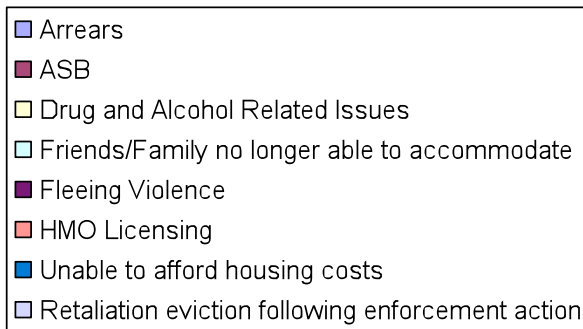 Arrears
ASB
Drug and Alcohol Related Issues
Friends/Family no longer able to accommodate
Fleeing Violence
HMO Licensing
Unable to afford housing costs
Retaliation eviction following enforcement action